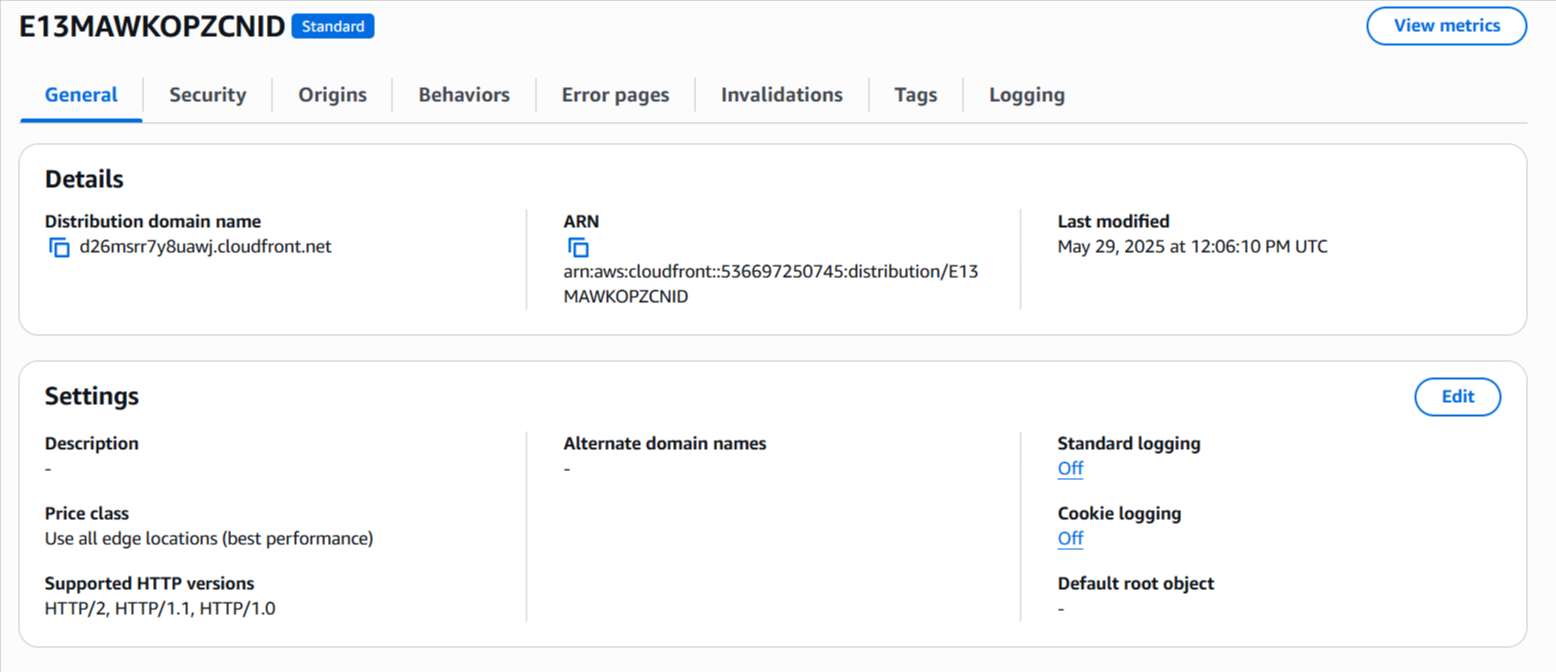 E13MAWKOPZCNID Standard
View metrics
General
Security
Origins
Behaviors
Error pages
Invalidations
Tags
Logging
Details
Distribution domain name
d26msrr7y8uawj.cloudfront.net
ARN
arn:aws:cloudfront::536697250745:distribution/E13
MAWKOPZCNID
Last modified
May 29, 2025 at 12:06:10 PM UTC
Settings
Edit
Description
-
Price class
Use all edge locations (best performance)
Supported HTTP versions
HTTP/2, HTTP/1.1, HTTP/1.0
Alternate domain names
-
Standard logging
Off
Cookie logging
Off
Default root object
-